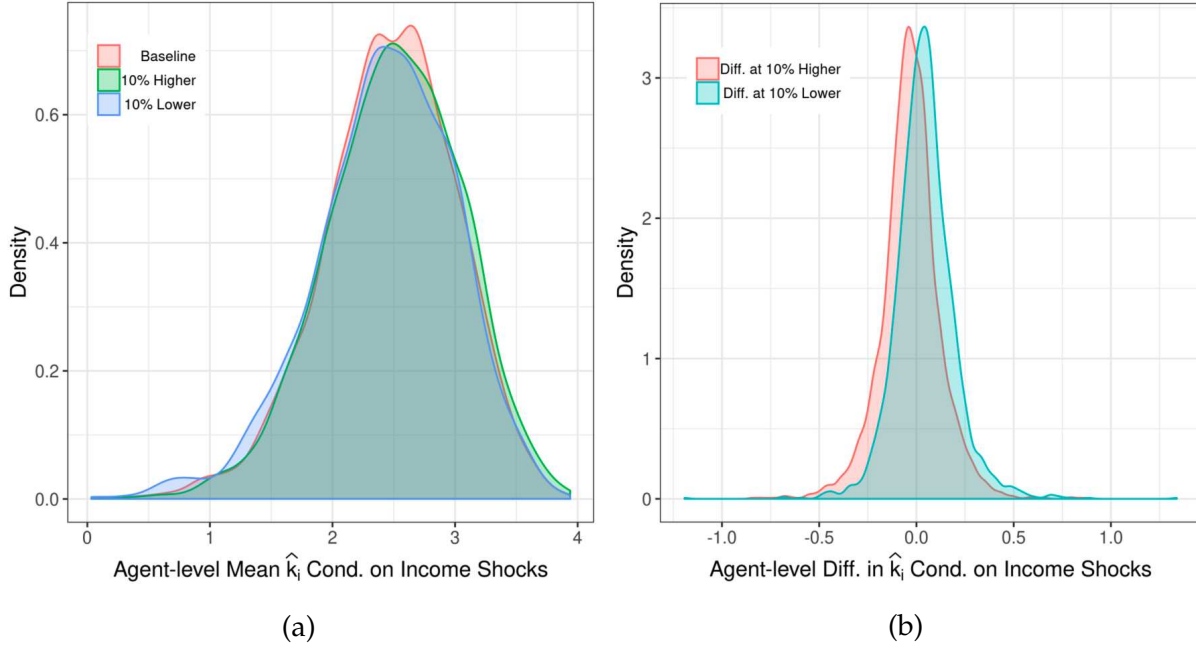 Baseline
10% Higher
10% Lower
0.6
0.4
0.2
0.0
Density
0
1
2
3
4
Agent-level Mean k̂ᵢ Cond. on Income Shocks
(a)
Diff. at 10% Higher
Diff. at 10% Lower
3
2
1
0
Density
-1.0
-0.5
0.0
0.5
1.0
Agent-level Diff. in k̂ᵢ Cond. on Income Shocks
(b)